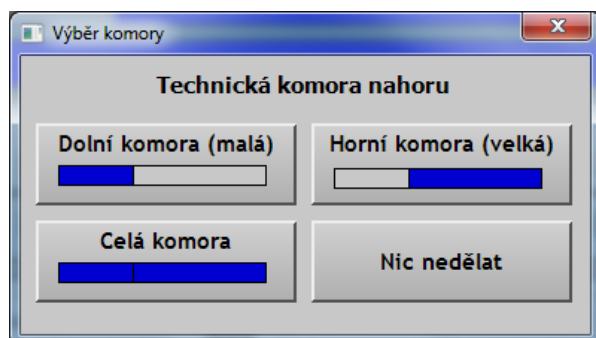 Výběr komory
Technická komora nahoru
Dolní komora (malá)
Horní komora (velká)
Celá komora
Nic nedělat